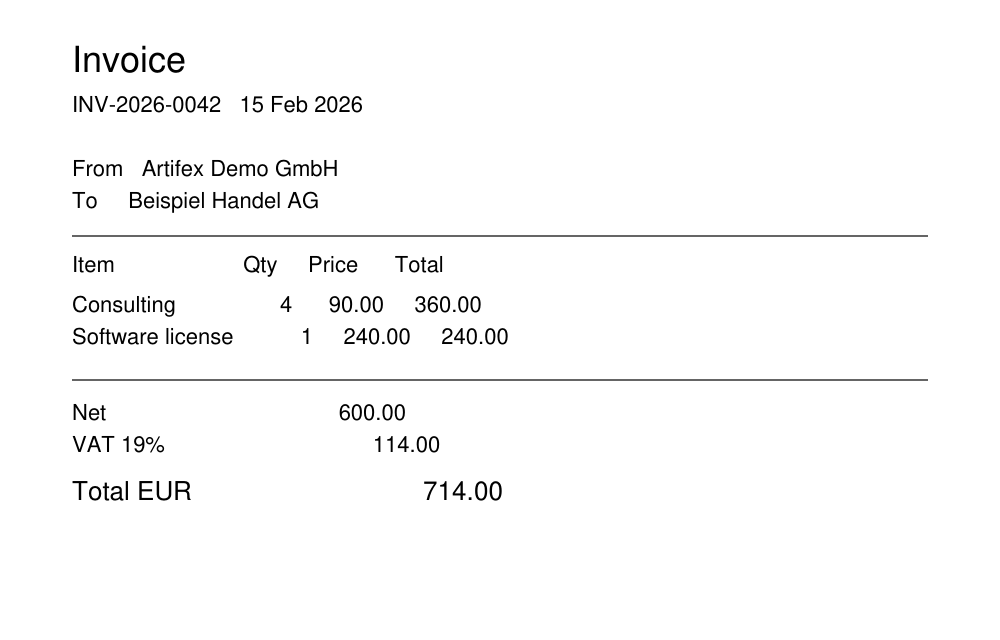 Invoice
INV-2026-0042 15 Feb 2026
From Artifex Demo GmbH
To Beispiel Handel AG
Item Qty Price Total
Consulting 4 90.00 360.00
Software license 1 240.00 240.00
Net 600.00
VAT 19% 114.00
Total EUR 714.00